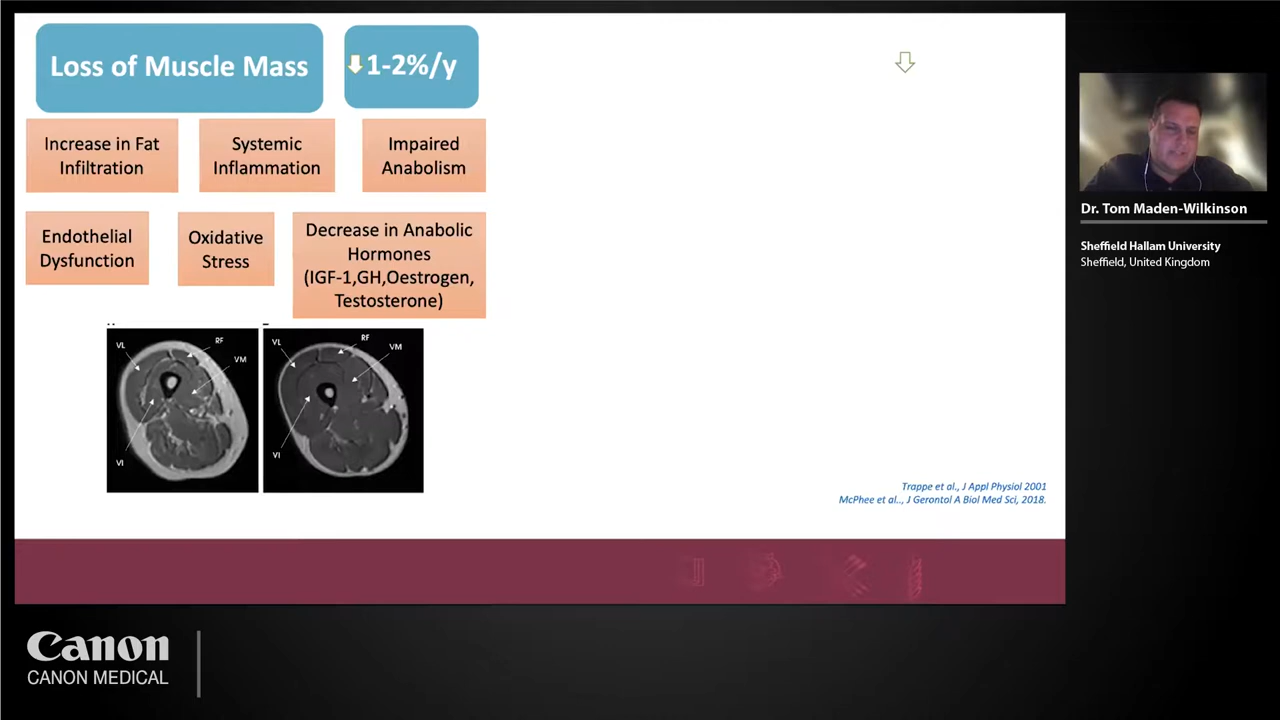 Loss of Muscle Mass
1-2%/y
Increase in Fat
Infiltration
Systemic
Inflammation
Impaired
Anabolism
Endothelial
Dysfunction
Oxidative
Stress
Decrease in Anabolic
Hormones
(IGF-1,GH,Oestrogen,
Testosterone)
VL
RF
VM
VI
VL
RF
VM
VI
Trappe et al., J Appl Physiol 2001
McPhee et al.., J Gerontol A Biol Med Sci, 2018.
Dr. Tom Maden-Wilkinson
Sheffield Hallam University
Sheffield, United Kingdom
Canon
CANON MEDICAL